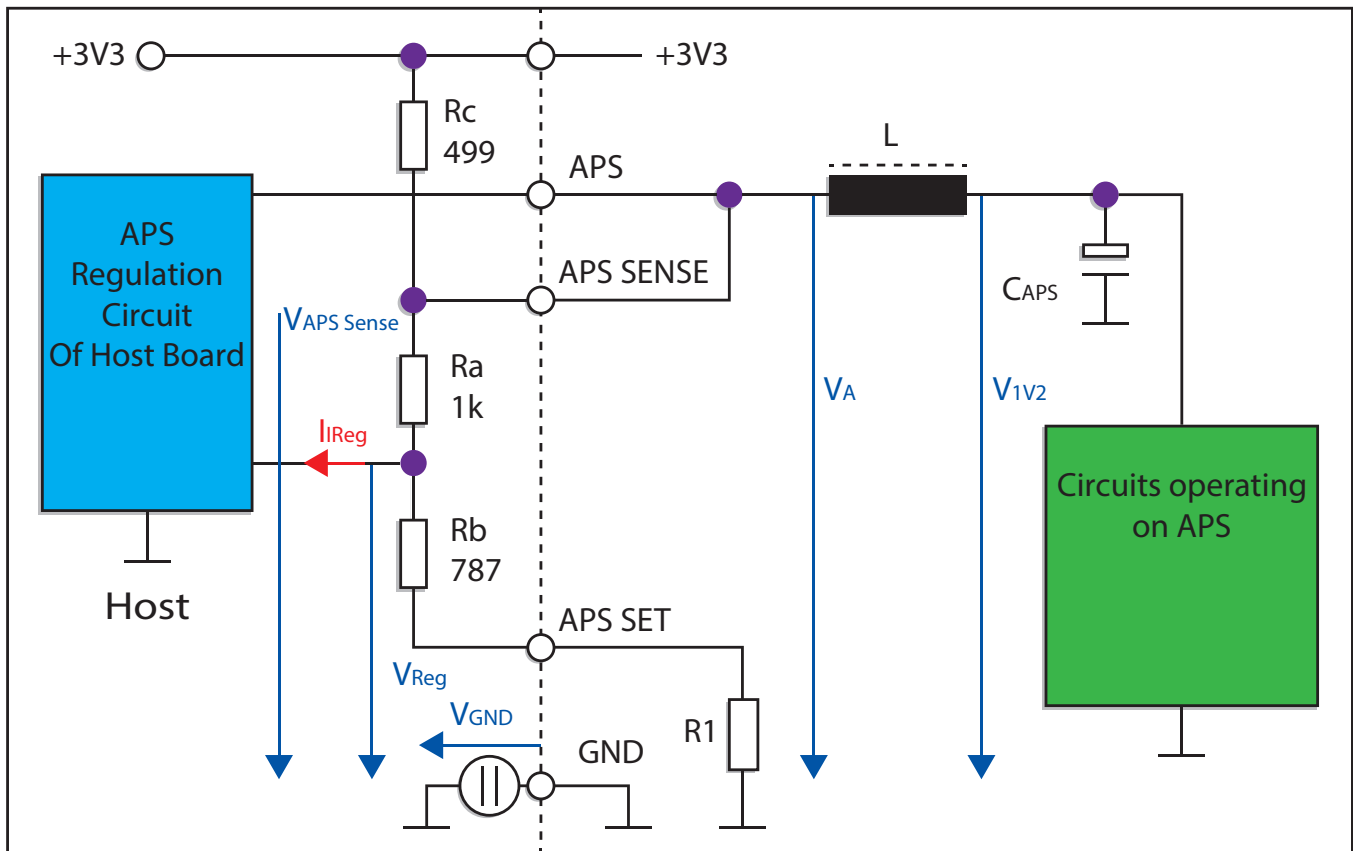 +3V3
+3V3
Rc
499
APS
L
APS
Regulation
Circuit
Of Host Board
APS SENSE
CAPS
VAPS Sense
Ra
1k
VA
V1V2
IIReg
Circuits operating
on APS
Rb
787
Host
APS SET
VReg
VGND
R1
GND